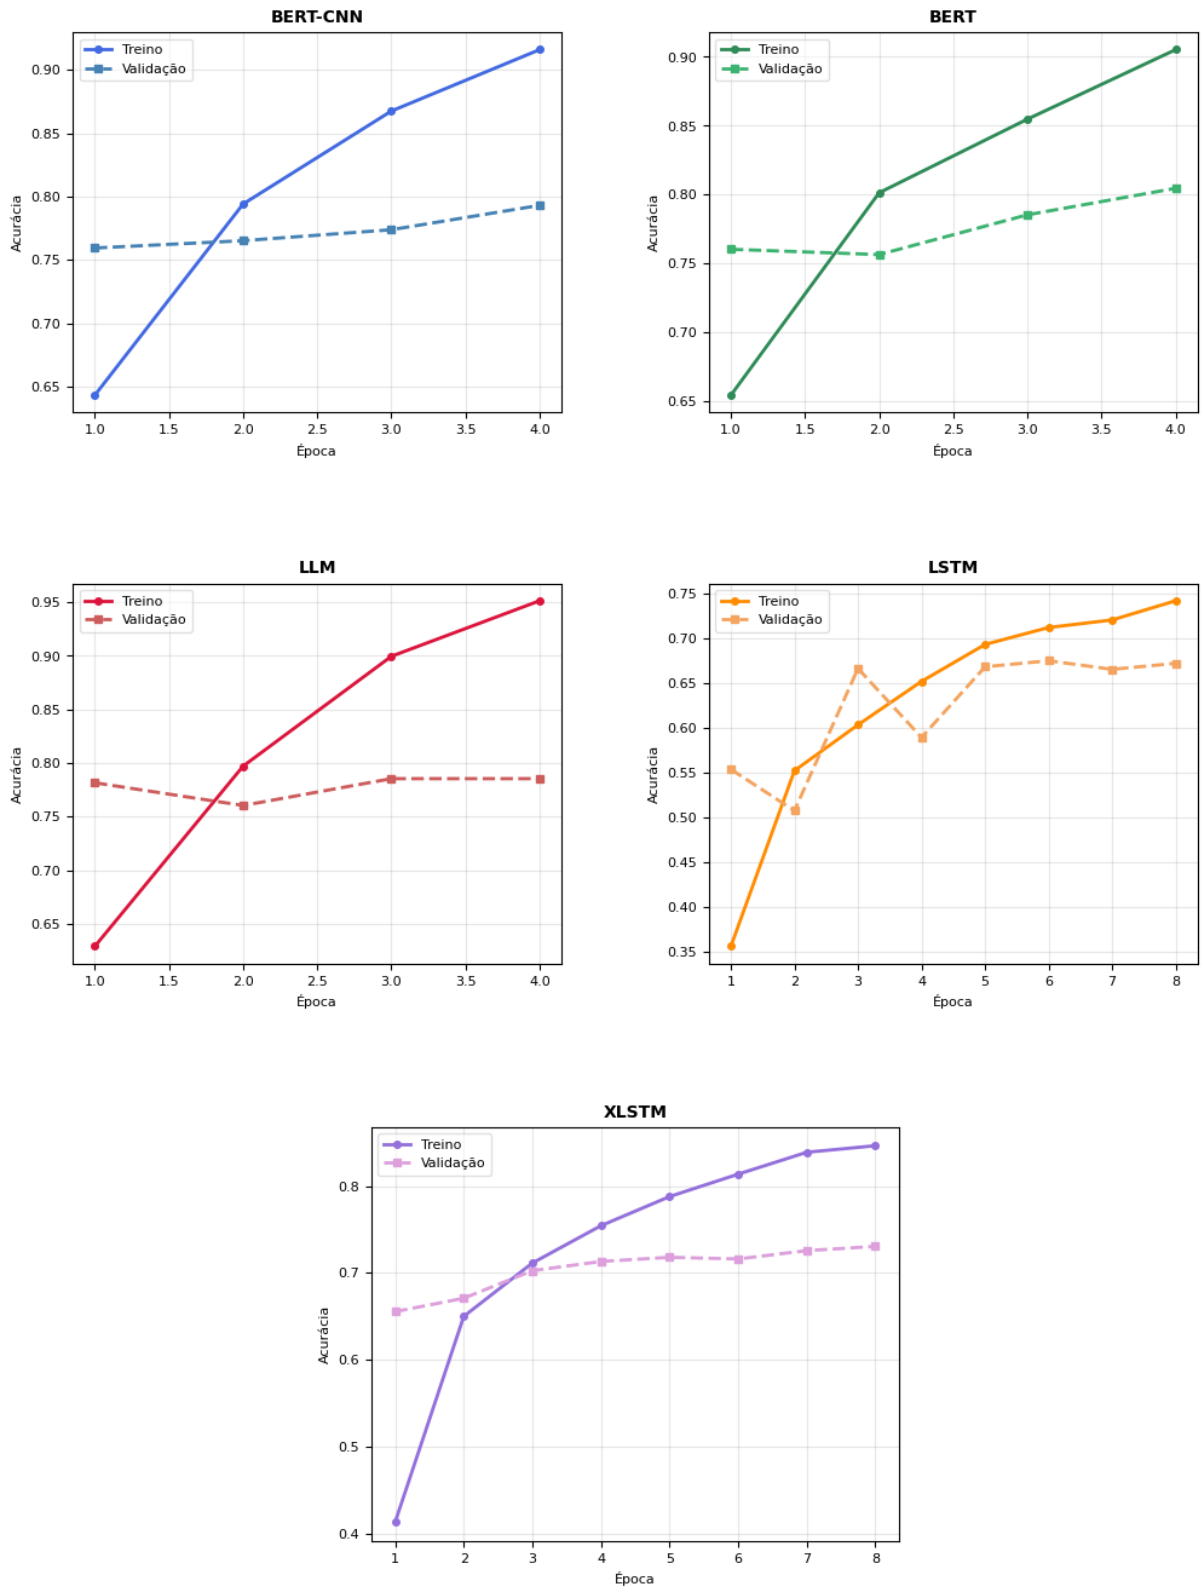 BERT-CNN
Treino
Validação
0.90
0.85
0.80
0.75
0.70
0.65
Acurácia
1.0 1.5 2.0 2.5 3.0 3.5 4.0
Época
BERT
Treino
Validação
0.90
0.85
0.80
0.75
0.70
0.65
Acurácia
1.0 1.5 2.0 2.5 3.0 3.5 4.0
Época
LLM
Treino
Validação
0.95
0.90
0.85
0.80
0.75
0.70
0.65
Acurácia
1.0 1.5 2.0 2.5 3.0 3.5 4.0
Época
LSTM
Treino
Validação
0.75
0.70
0.65
0.60
0.55
0.50
0.45
0.40
0.35
Acurácia
1 2 3 4 5 6 7 8
Época
XLSTM
Treino
Validação
0.8
0.7
0.6
0.5
0.4
Acurácia
1 2 3 4 5 6 7 8
Época